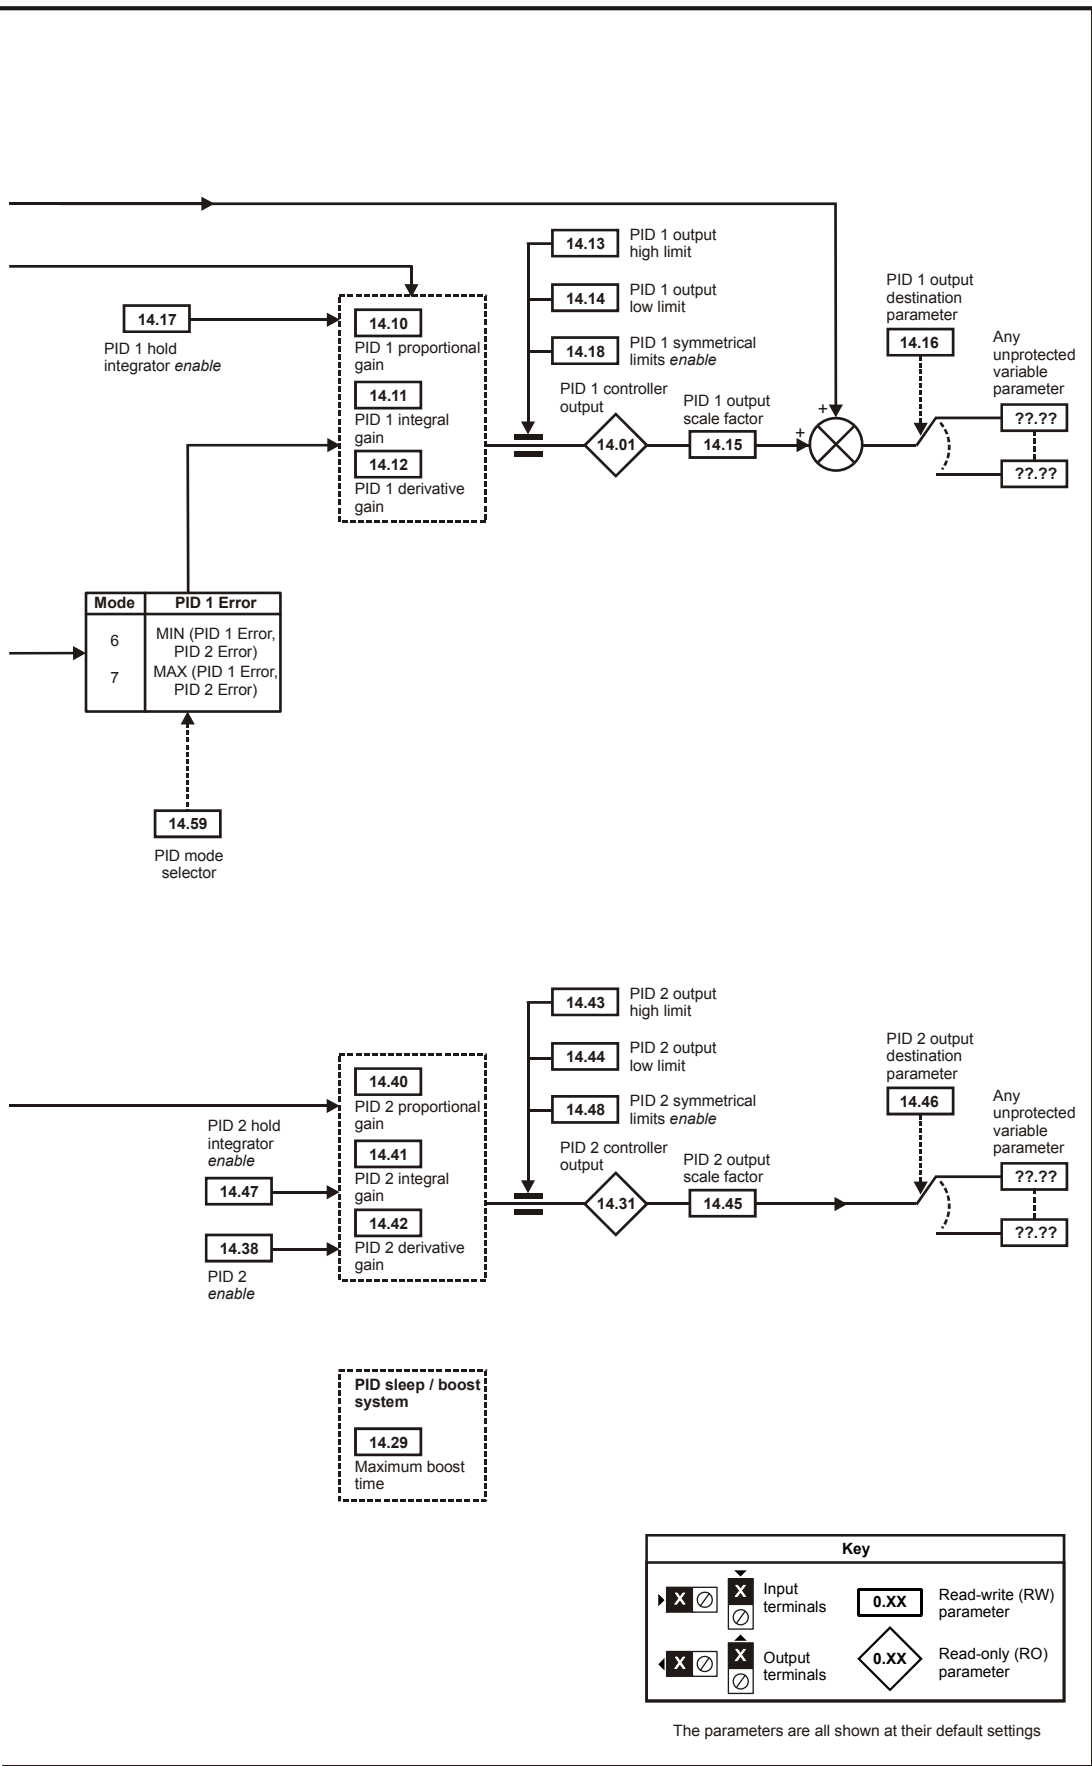 14.13
PID 1 output
high limit
14.14
PID 1 output
low limit
14.18
PID 1 symmetrical
limits enable
14.17
PID 1 hold
integrator enable
14.10
PID 1 proportional
gain
14.11
PID 1 integral
gain
14.12
PID 1 derivative
gain
PID 1 controller
output
14.01
PID 1 output
scale factor
14.15
+
+
PID 1 output
destination
parameter
14.16
Any
unprotected
variable
parameter
??.??
??.??
Mode PID 1 Error
6 MIN (PID 1 Error,
PID 2 Error)
7 MAX (PID 1 Error,
PID 2 Error)
14.59
PID mode
selector
14.43
PID 2 output
high limit
14.44
PID 2 output
low limit
14.48
PID 2 symmetrical
limits enable
14.40
PID 2 proportional
gain
14.41
PID 2 integral
gain
14.42
PID 2 derivative
gain
PID 2 hold
integrator
enable
14.47
14.38
PID 2
enable
PID 2 controller
output
14.31
PID 2 output
scale factor
14.45
PID 2 output
destination
parameter
14.46
Any
unprotected
variable
parameter
??.??
??.??
PID sleep / boost
system
14.29
Maximum boost
time
Key
X
X
Input
terminals
0.XX
Read-write (RW)
parameter
X
X
Output
terminals
0.XX
Read-only (RO)
parameter
The parameters are all shown at their default settings